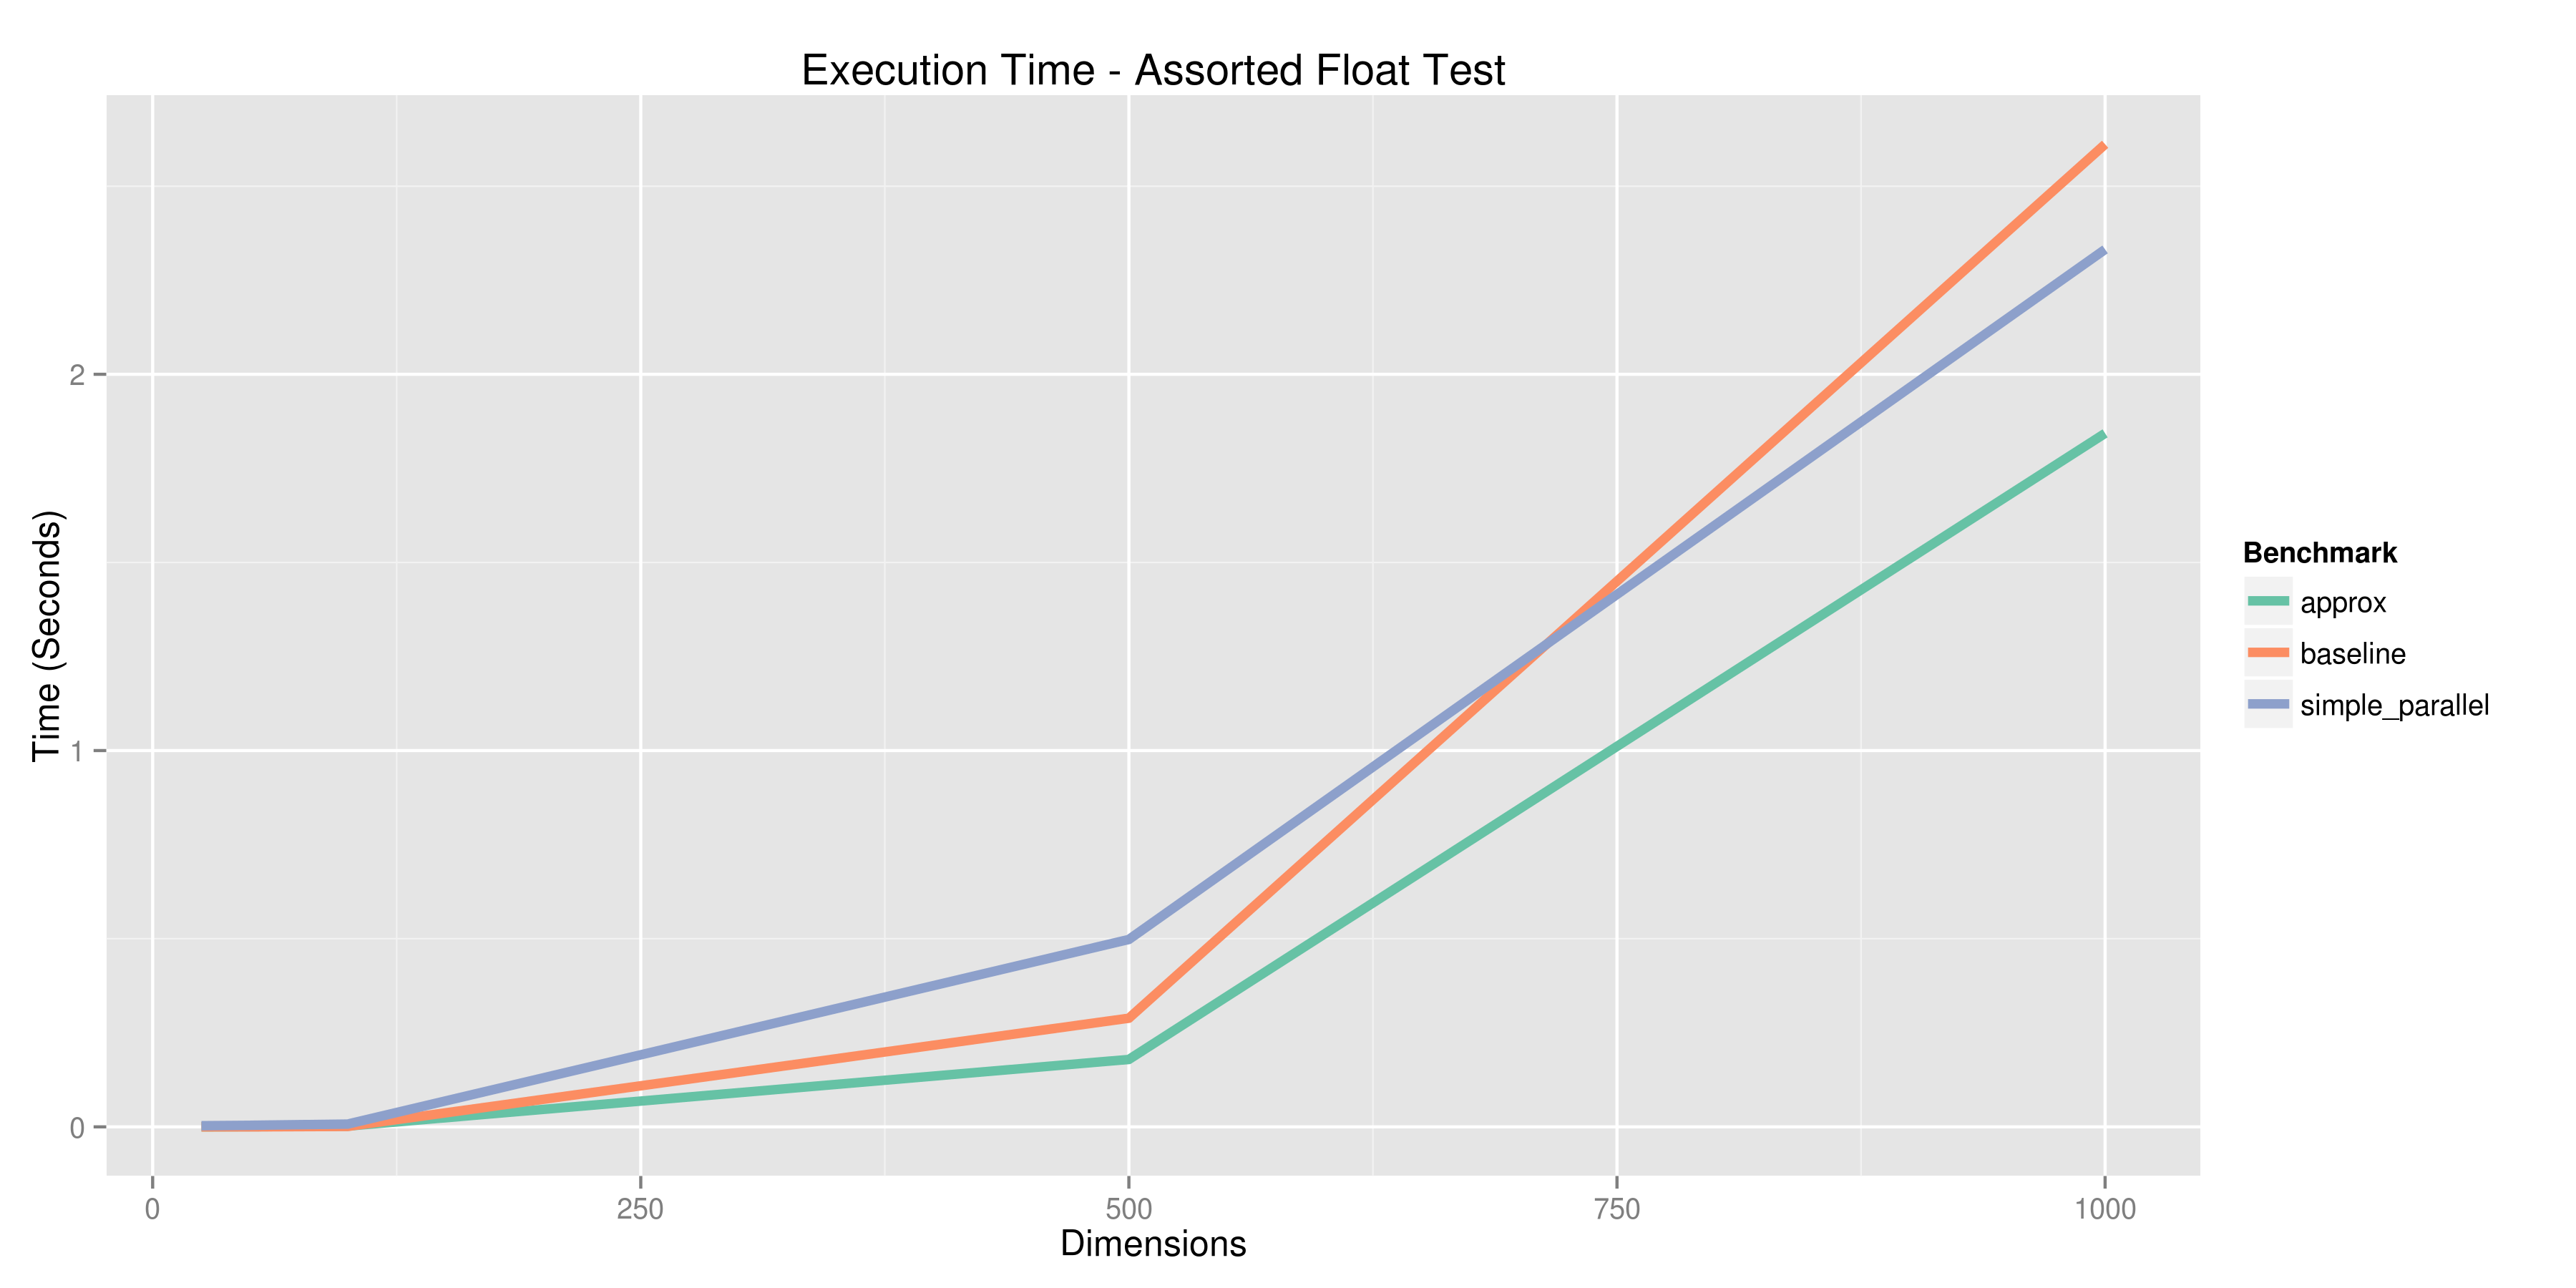 Execution Time - Assorted Float Test
Time (Seconds)
2
1
0
0 250 500 750 1000
Dimensions
Benchmark
approx
baseline
simple_parallel